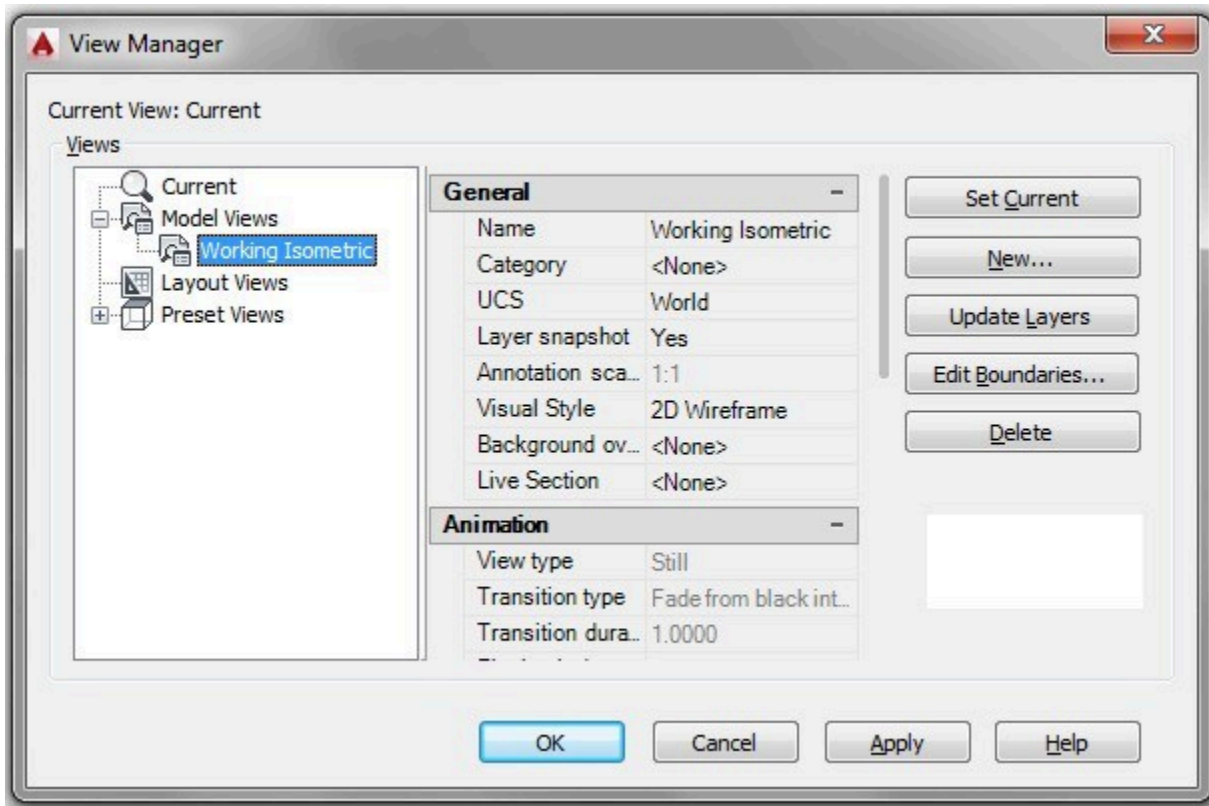 View Manager
Current View: Current
Views
Current
Model Views
Working Isometric
Layout Views
Preset Views
General
Name Working Isometric
Category <None>
UCS World
Layer snapshot Yes
Annotation sca... 1:1
Visual Style 2D Wireframe
Background ov... <None>
Live Section <None>
Animation
View type Still
Transition type Fade from black int...
Transition dura... 1.0000
Set Current
New...
Update Layers
Edit Boundaries...
Delete
OK Cancel Apply Help